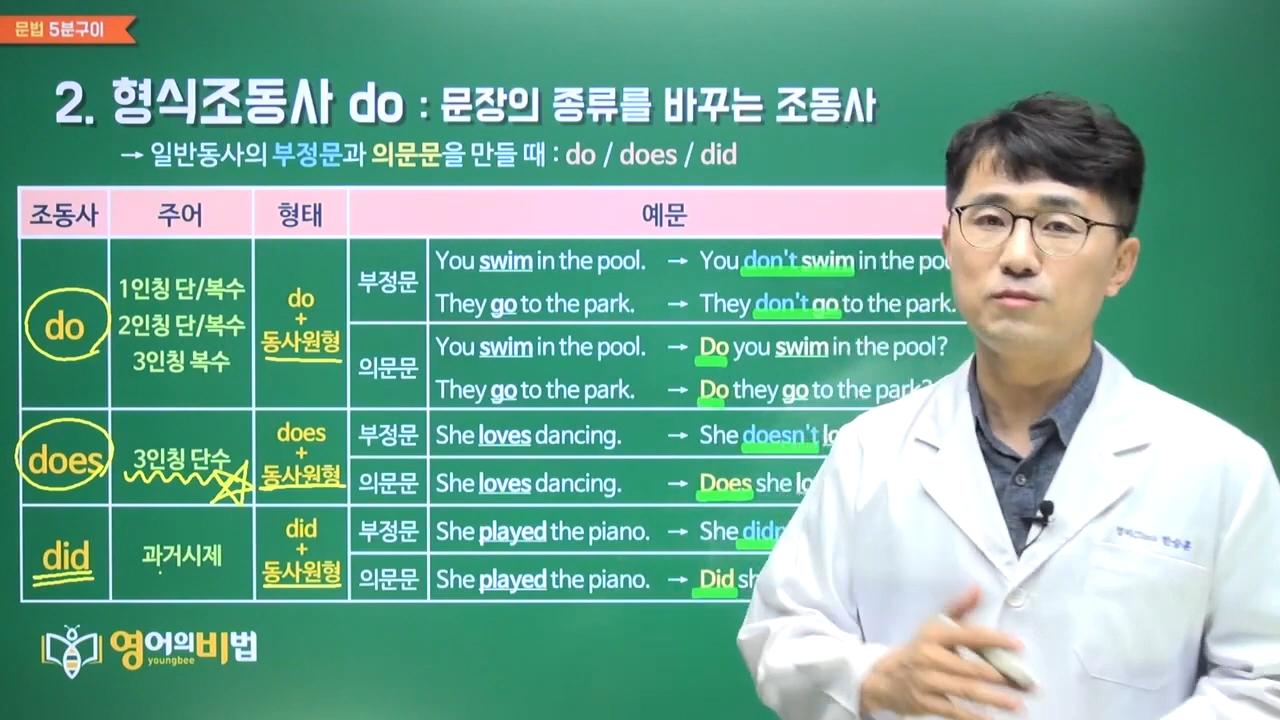 문법 5분구이
2. 형식조동사 do : 문장의 종류를 바꾸는 조동사
→ 일반동사의 부정문과 의문문을 만들 때 : do / does / did
조동사 주어 형태 예문
do
1인칭 단/복수
2인칭 단/복수
3인칭 복수
do
+
동사원형
부정문
You swim in the pool. → You don't swim in the
They go to the park. → They don't go to the park.
의문문
You swim in the pool. → Do you swim in the pool?
They go to the park. → Do they go to the park?
does
3인칭 단수
does
+
동사원형
부정문
She loves dancing. → She doesn't
의문문
She loves dancing. → Does she
did
과거시제
did
+
동사원형
부정문
She played the piano. → She
의문문
She played the piano. → Did
영어의비법
youngbee